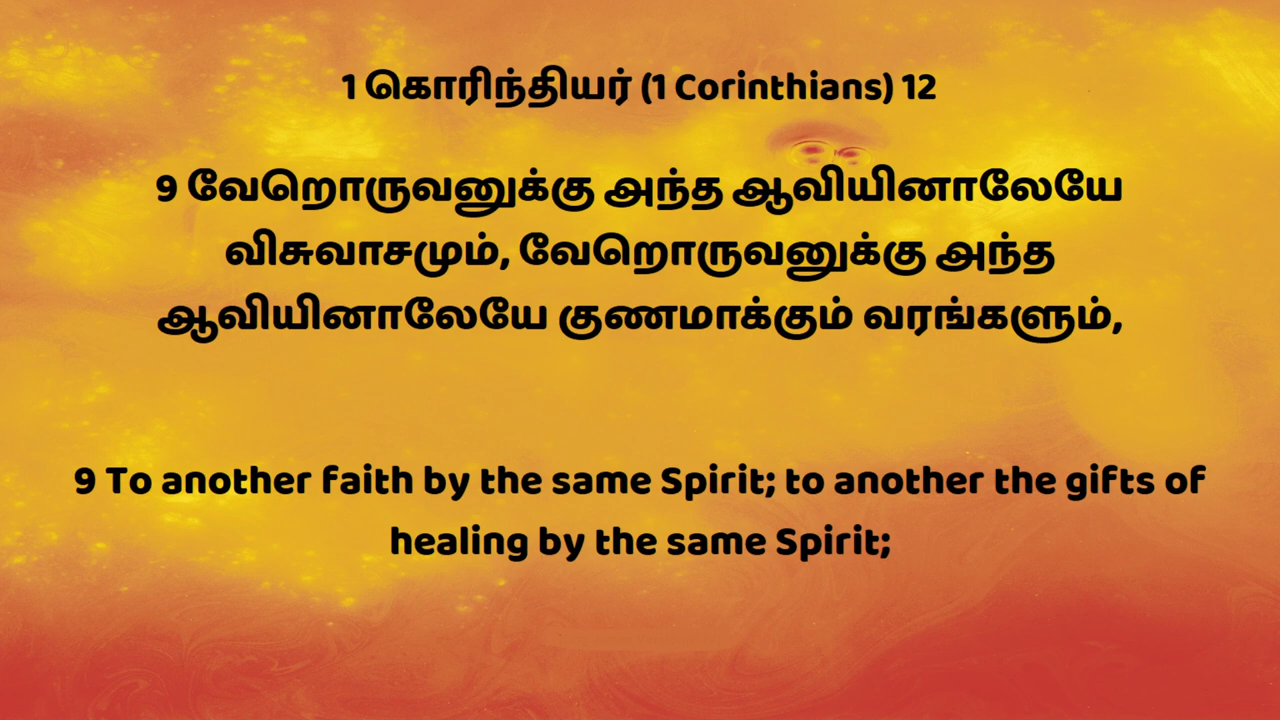 1 கொரிந்தியர் (1 Corinthians) 12
9 வேறொருவனுக்கு அந்த ஆவியினாலேயே
விசுவாசமும், வேறொருவனுக்கு அந்த
ஆவியினாலேயே குணமாக்கும் வரங்களும்,
9 To another faith by the same Spirit; to another the gifts of
healing by the same Spirit;